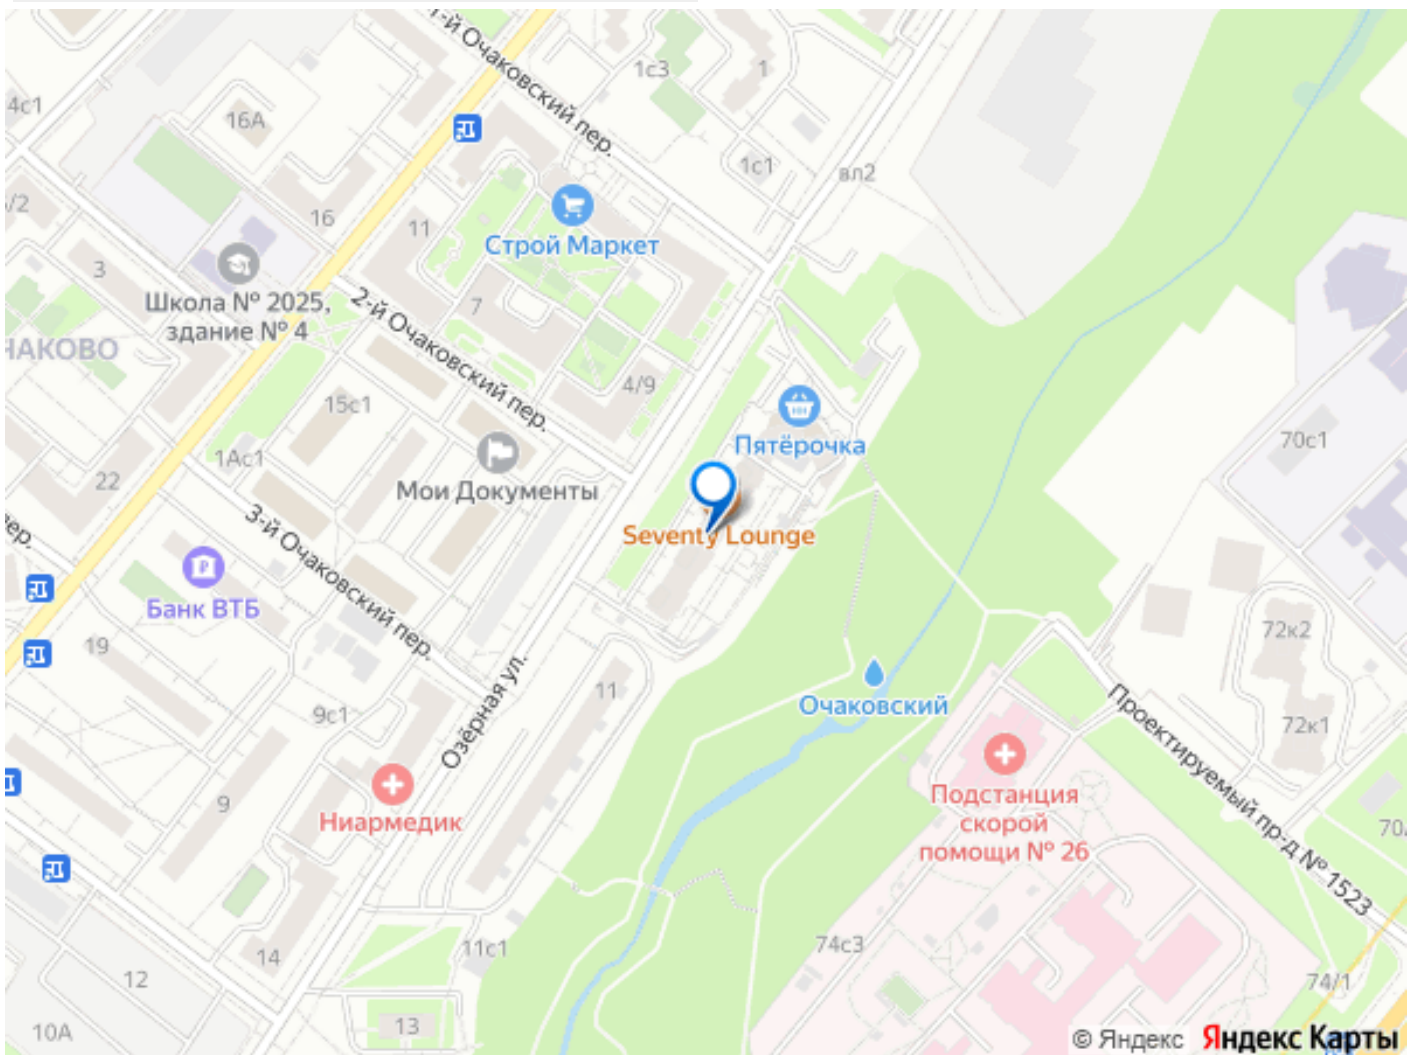 1-й Очаковский пер.
1с3
1
4с1
16А
1с1
вл2
/2
16
11
Строй Маркет
3
Школа № 2025,
здание № 4
7
2-й Очаковский пер.
ЧАКОВО
4/9
15с1
Пятёрочка
70с1
1Ас1
22
Мои Документы
3-й Очаковский пер.
Seventy Lounge
пер.
Банк ВТБ
19
72к2
Озёрная ул.
11
9с1
Очаковский
72к1
Проектируемый пр-д № 1523
9
Ниармедик
Подстанция
скорой
помощи № 26
70
14
11с1
74с3
12
74/1
10А
13
© Яндекс Яндекс Карты